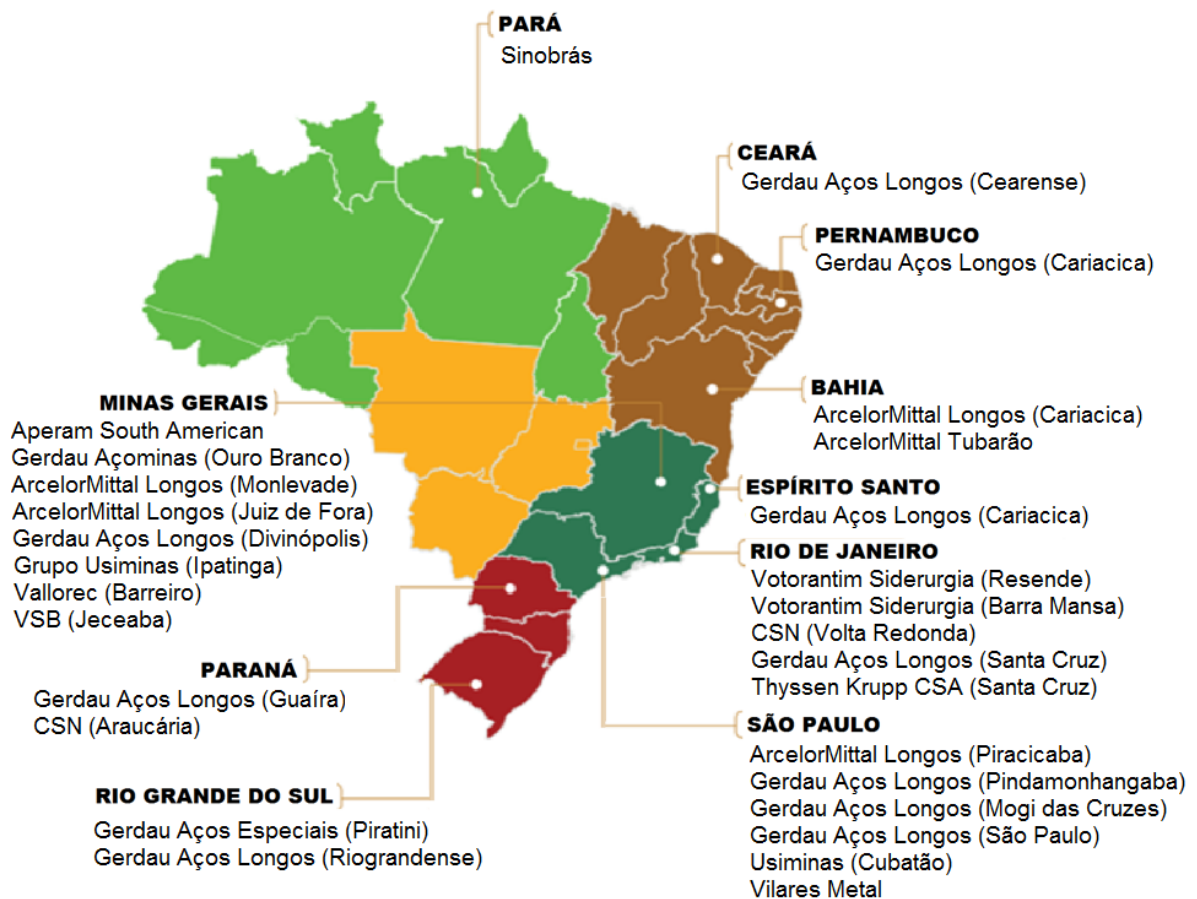 PARÁ
Sinobrás
CEARÁ
Gerdau Aços Longos (Cearense)
PERNAMBUCO
Gerdau Aços Longos (Cariacica)
BAHIA
ArcelorMittal Longos (Cariacica)
ArcelorMittal Tubarão
MINAS GERAIS
Aperam South American
Gerdau Açominas (Ouro Branco)
ArcelorMittal Longos (Monlevade)
ArcelorMittal Longos (Juiz de Fora)
Gerdau Aços Longos (Divinópolis)
Grupo Usiminas (Ipatinga)
Vallorec (Barreiro)
VSB (Jeceaba)
ESPÍRITO SANTO
Gerdau Aços Longos (Cariacica)
RIO DE JANEIRO
Votorantim Siderurgia (Resende)
Votorantim Siderurgia (Barra Mansa)
CSN (Volta Redonda)
Gerdau Aços Longos (Santa Cruz)
Thyssen Krupp CSA (Santa Cruz)
PARANÁ
Gerdau Aços Longos (Guaíra)
CSN (Araucária)
SÃO PAULO
ArcelorMittal Longos (Piracicaba)
Gerdau Aços Longos (Pindamonhangaba)
Gerdau Aços Longos (Mogi das Cruzes)
Gerdau Aços Longos (São Paulo)
Usiminas (Cubatão)
Vilares Metal
RIO GRANDE DO SUL
Gerdau Aços Especiais (Piratini)
Gerdau Aços Longos (Riograndense)